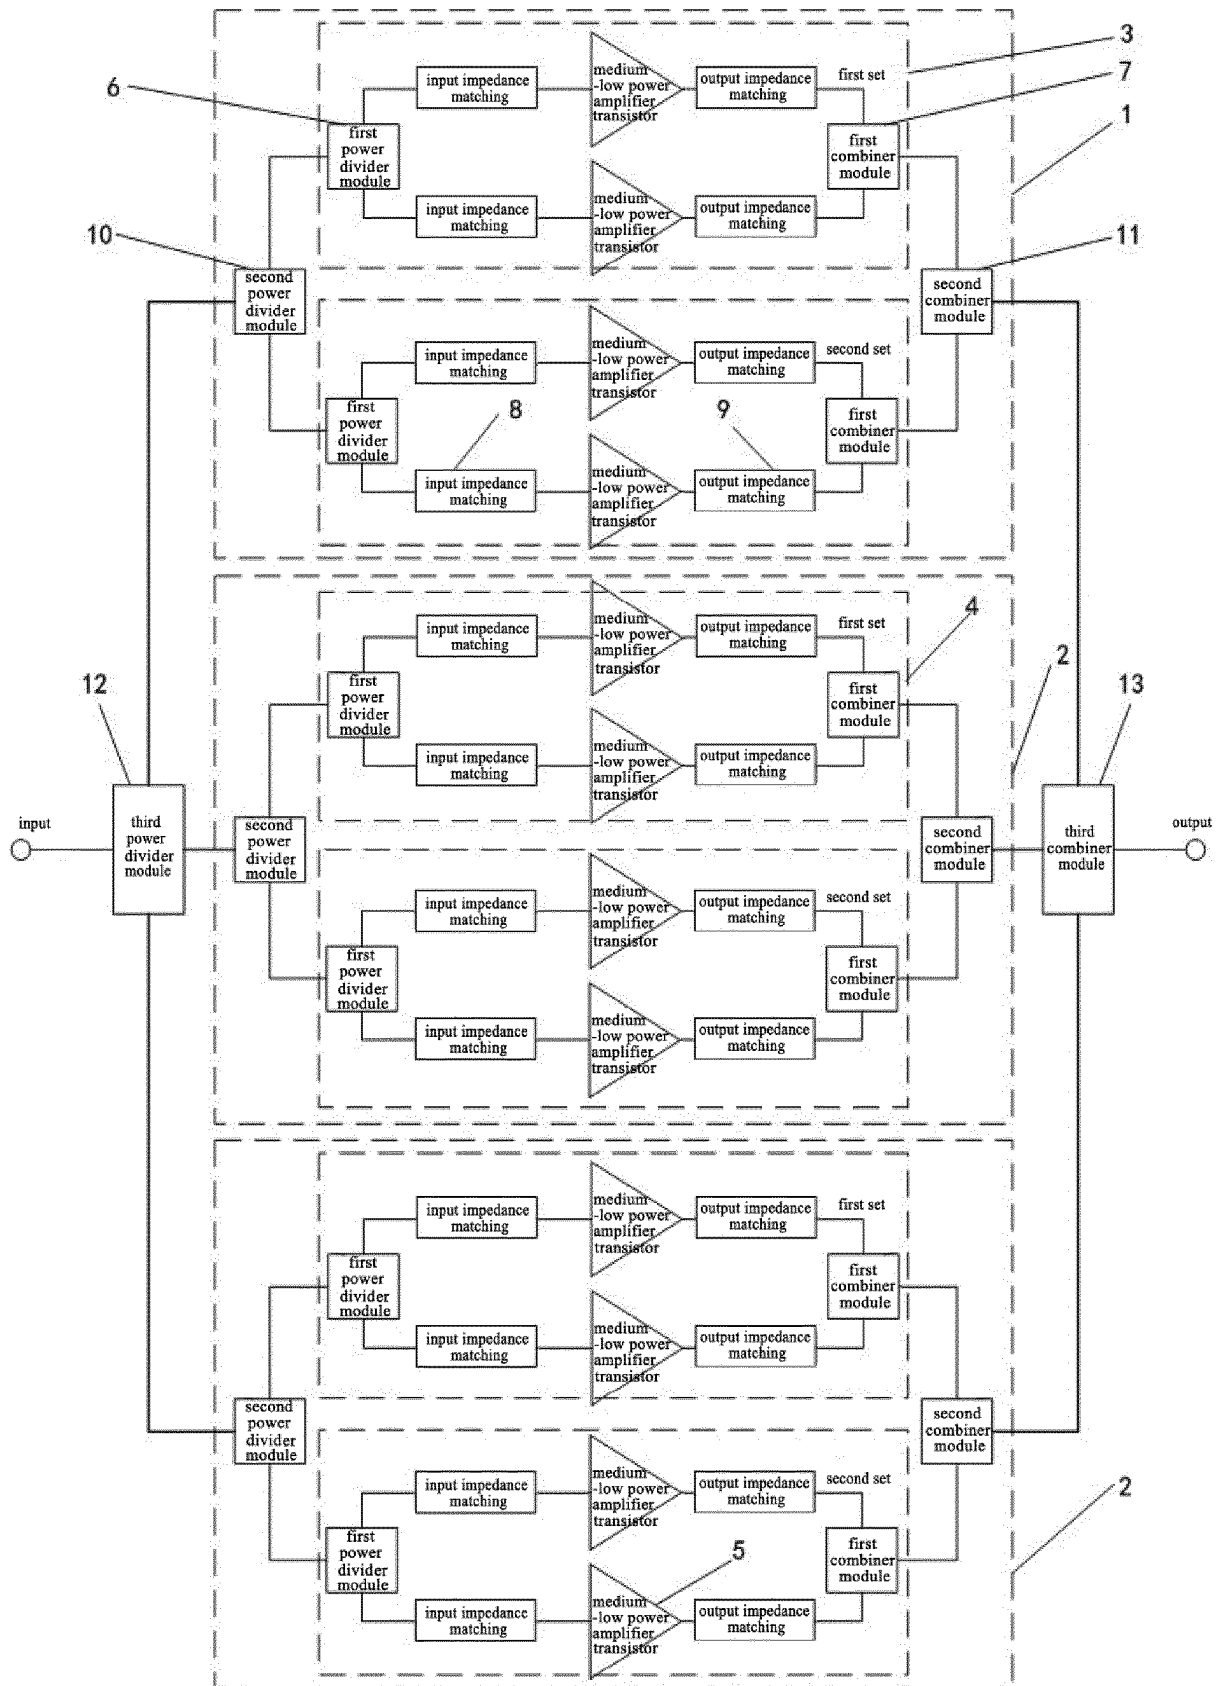 3
medium
-low power
amplifier
transistor
input impedance
matching
output impedance
matching
first set
7
6
1
first
power
divider
module
first
combiner
module
medium
-low power
amplifier
transistor
input impedance
matching
output impedance
matching
10
11
second
power
divider
module
second
combiner
module
medium
-low power
amplifier
transistor
input impedance
matching
output impedance
matching
second set
first
power
divider
module
8
9
first
combiner
module
medium
-low power
amplifier
transistor
input impedance
matching
output impedance
matching
medium
-low power
amplifier
transistor
input impedance
matching
output impedance
matching
first set
4
2
12
13
first
power
divider
module
first
combiner
module
medium
-low power
amplifier
transistor
input impedance
matching
output impedance
matching
input
third
power
divider
module
second
power
divider
module
second
combiner
module
third
combiner
module
output
medium
-low power
amplifier
transistor
input impedance
matching
output impedance
matching
second set
first
power
divider
module
first
combiner
module
medium
-low power
amplifier
transistor
input impedance
matching
output impedance
matching
medium
-low power
amplifier
transistor
input impedance
matching
output impedance
matching
first set
first
power
divider
module
first
combiner
module
medium
-low power
amplifier
transistor
input impedance
matching
output impedance
matching
second
power
divider
module
second
combiner
module
medium
-low power
amplifier
transistor
input impedance
matching
output impedance
matching
second set
2
first
power
divider
module
5
first
combiner
module
medium
-low power
amplifier
transistor
input impedance
matching
output impedance
matching